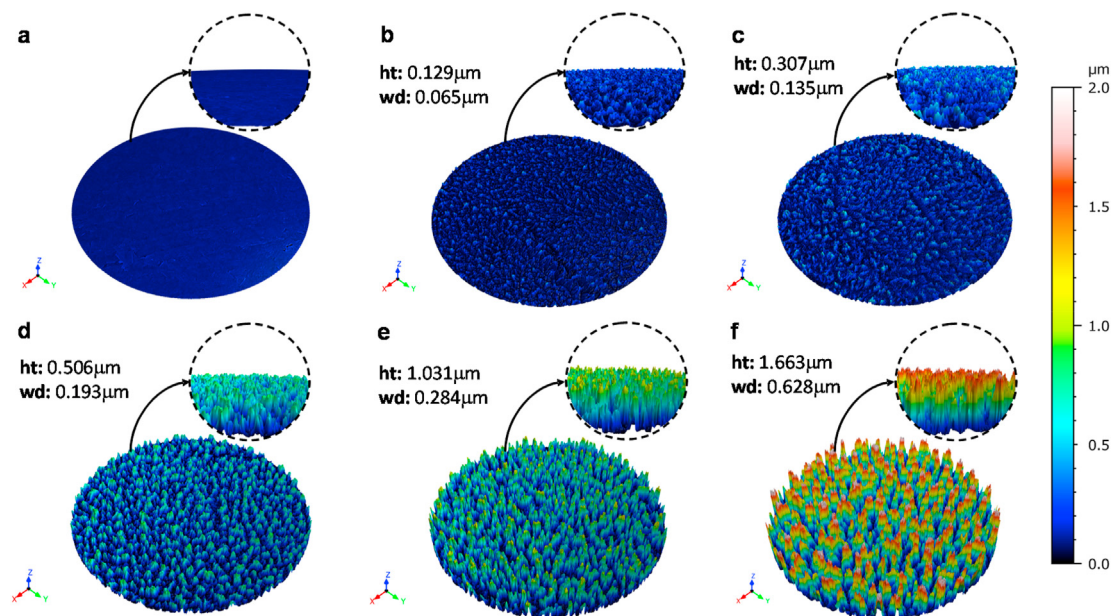 a
b
ht: 0.129μm
wd: 0.065μm
c
ht: 0.307μm
wd: 0.135μm
μm
2.0
1.5
1.0
0.5
0.0
Z
X
Y
Z
X
Y
Z
X
Y
d
ht: 0.506μm
wd: 0.193μm
e
ht: 1.031μm
wd: 0.284μm
f
ht: 1.663μm
wd: 0.628μm
Z
X
Y
Z
X
Y
Z
X
Y